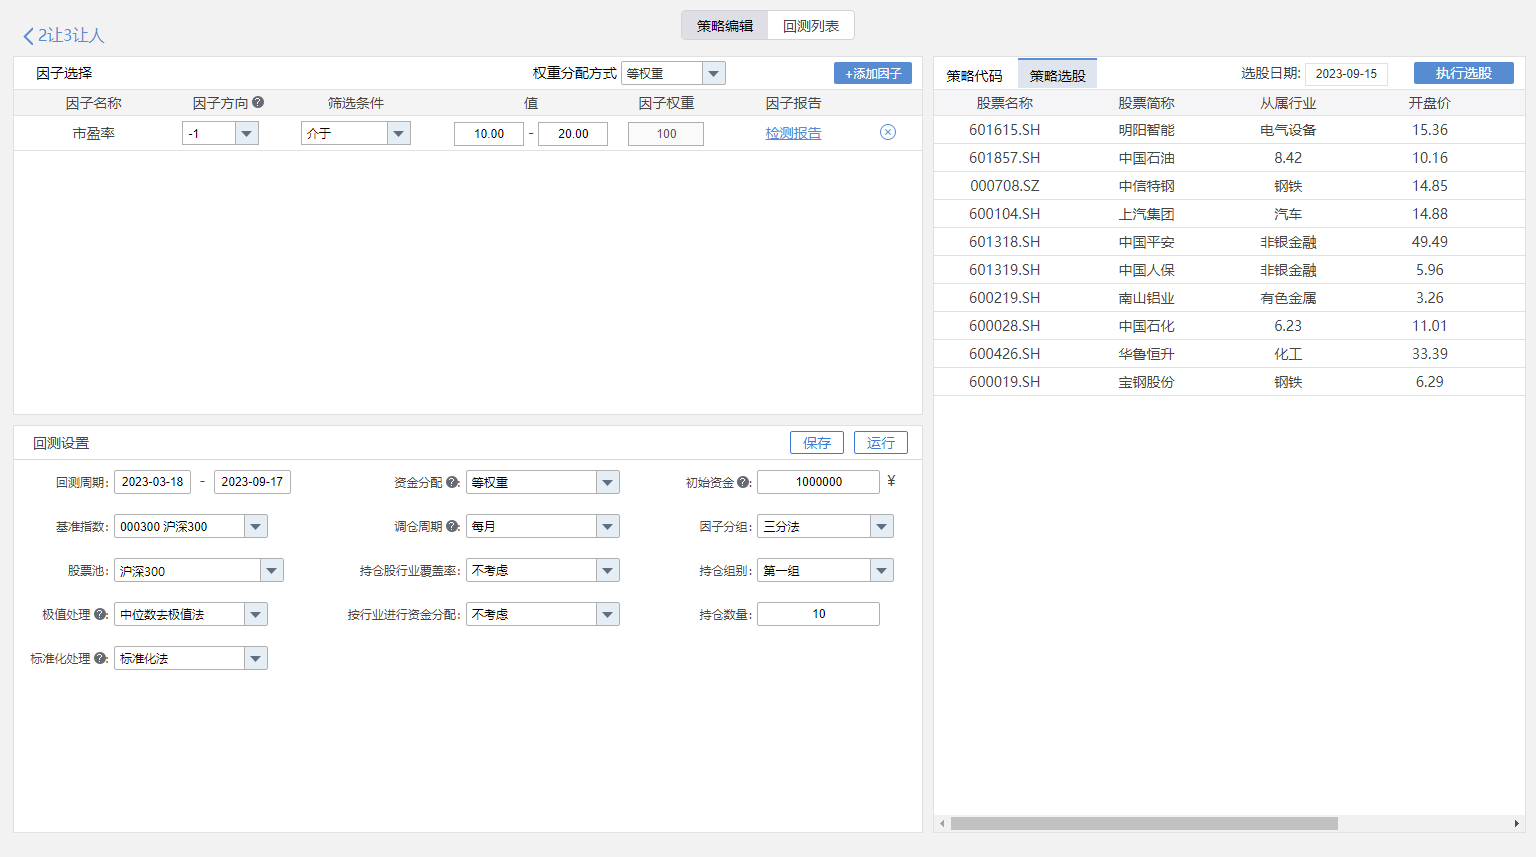 策略编辑 回测列表
2让3让人
因子选择 权重分配方式 等权重 +添加因子
因子名称 因子方向 ? 筛选条件 值 因子权重 因子报告
市盈率 -1 介于 10.00 - 20.00 100 检测报告
回测设置 保存 运行
回测周期: 2023-03-18 - 2023-09-17 资金分配 ?: 等权重 初始资金 ?: 1000000 ¥
基准指数: 000300 沪深300 调仓周期 ?: 每月 因子分组: 三分法
股票池: 沪深300 持仓股行业覆盖率: 不考虑 持仓组别: 第一组
极值处理 ?: 中位数去极值法 按行业进行资金分配: 不考虑 持仓数量: 10
标准化处理 ?: 标准化法
策略代码 策略选股 选股日期: 2023-09-15 执行选股
股票名称 股票简称 从属行业 开盘价
601615.SH 明阳智能 电气设备 15.36
601857.SH 中国石油 8.42 10.16
000708.SZ 中信特钢 钢铁 14.85
600104.SH 上汽集团 汽车 14.88
601318.SH 中国平安 非银金融 49.49
601319.SH 中国人保 非银金融 5.96
600219.SH 南山铝业 有色金属 3.26
600028.SH 中国石化 6.23 11.01
600426.SH 华鲁恒升 化工 33.39
600019.SH 宝钢股份 钢铁 6.29